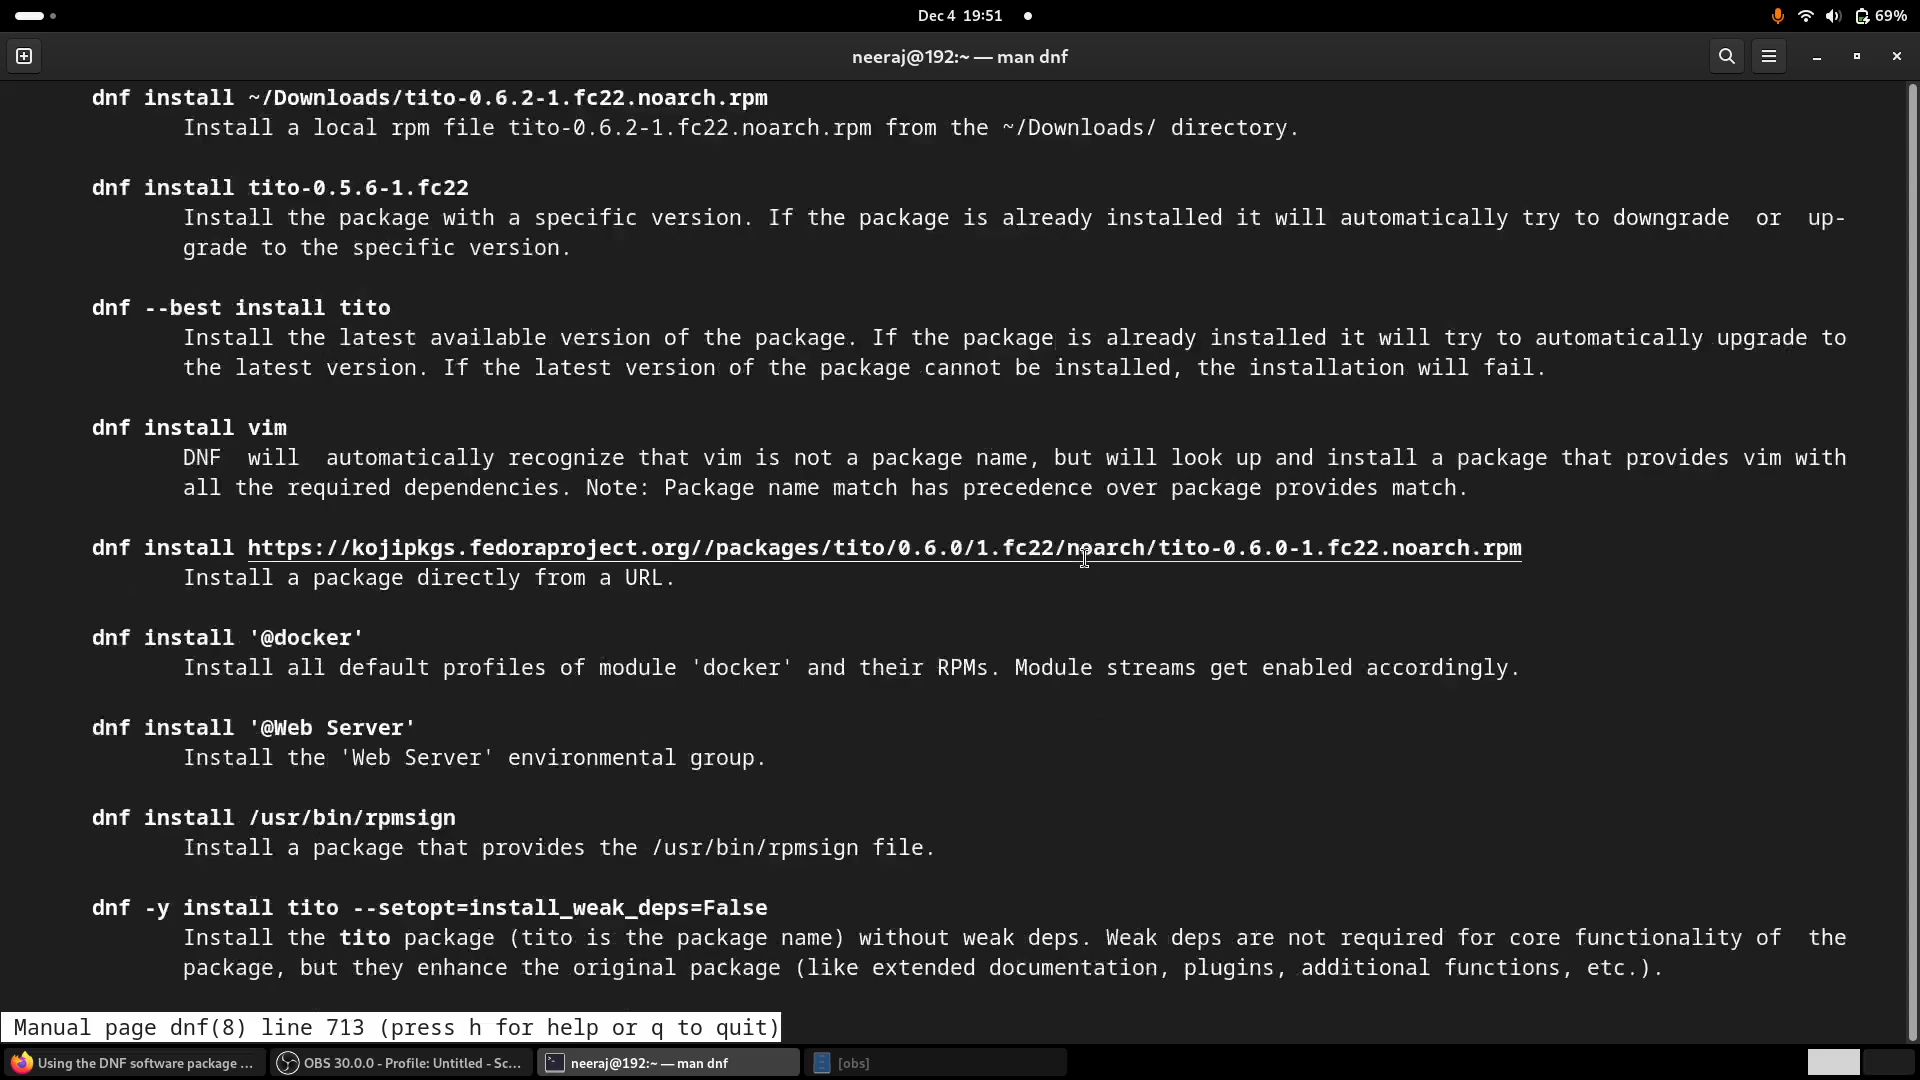 Dec 4 19:51
69%
neeraj@192:~ — man dnf
dnf install ~/Downloads/tito-0.6.2-1.fc22.noarch.rpm
Install a local rpm file tito-0.6.2-1.fc22.noarch.rpm from the ~/Downloads/ directory.
dnf install tito-0.5.6-1.fc22
Install the package with a specific version. If the package is already installed it will automatically try to downgrade or up-
grade to the specific version.
dnf --best install tito
Install the latest available version of the package. If the package is already installed it will try to automatically upgrade to
the latest version. If the latest version of the package cannot be installed, the installation will fail.
dnf install vim
DNF will automatically recognize that vim is not a package name, but will look up and install a package that provides vim with
all the required dependencies. Note: Package name match has precedence over package provides match.
dnf install https://kojipkgs.fedoraproject.org//packages/tito/0.6.0/1.fc22/noarch/tito-0.6.0-1.fc22.noarch.rpm
Install a package directly from a URL.
dnf install '@docker'
Install all default profiles of module 'docker' and their RPMs. Module streams get enabled accordingly.
dnf install '@Web Server'
Install the 'Web Server' environmental group.
dnf install /usr/bin/rpmsign
Install a package that provides the /usr/bin/rpmsign file.
dnf -y install tito --setopt=install_weak_deps=False
Install the tito package (tito is the package name) without weak deps. Weak deps are not required for core functionality of the
package, but they enhance the original package (like extended documentation, plugins, additional functions, etc.).
Manual page dnf(8) line 713 (press h for help or q to quit)
Using the DNF software package ...
OBS 30.0.0 - Profile: Untitled - Sc...
neeraj@192:~ — man dnf
[obs]